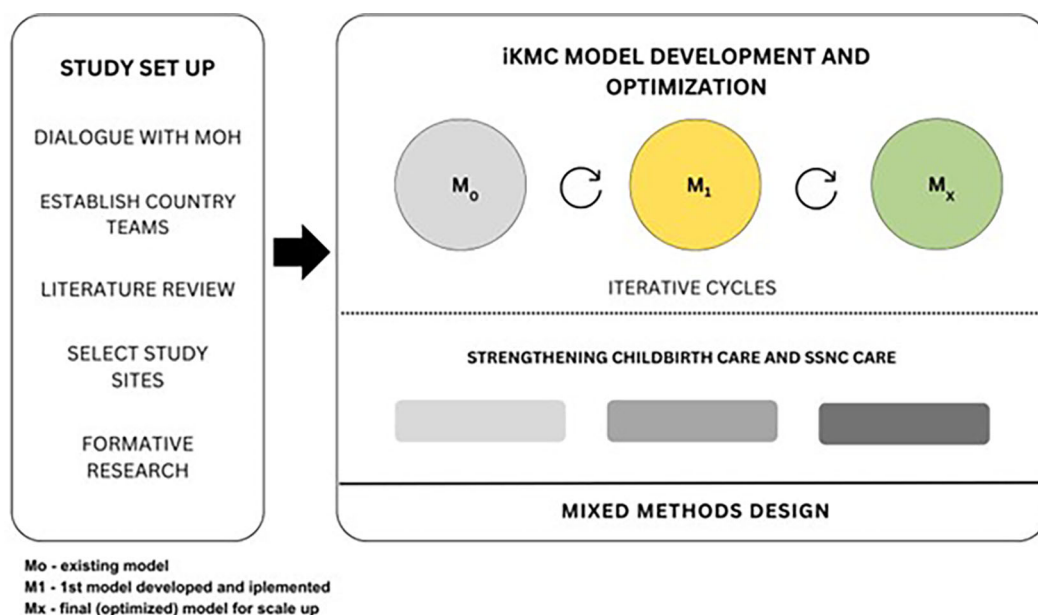 STUDY SET UP
DIALOGUE WITH MOH
ESTABLISH COUNTRY
TEAMS
LITERATURE REVIEW
SELECT STUDY
SITES
FORMATIVE
RESEARCH
iKMC MODEL DEVELOPMENT AND
OPTIMIZATION
M0
M1
Mx
ITERATIVE CYCLES
STRENGTHENING CHILDBIRTH CARE AND SSNC CARE
MIXED METHODS DESIGN
Mo - existing model
M1 - 1st model developed and iplemented
Mx - final (optimized) model for scale up